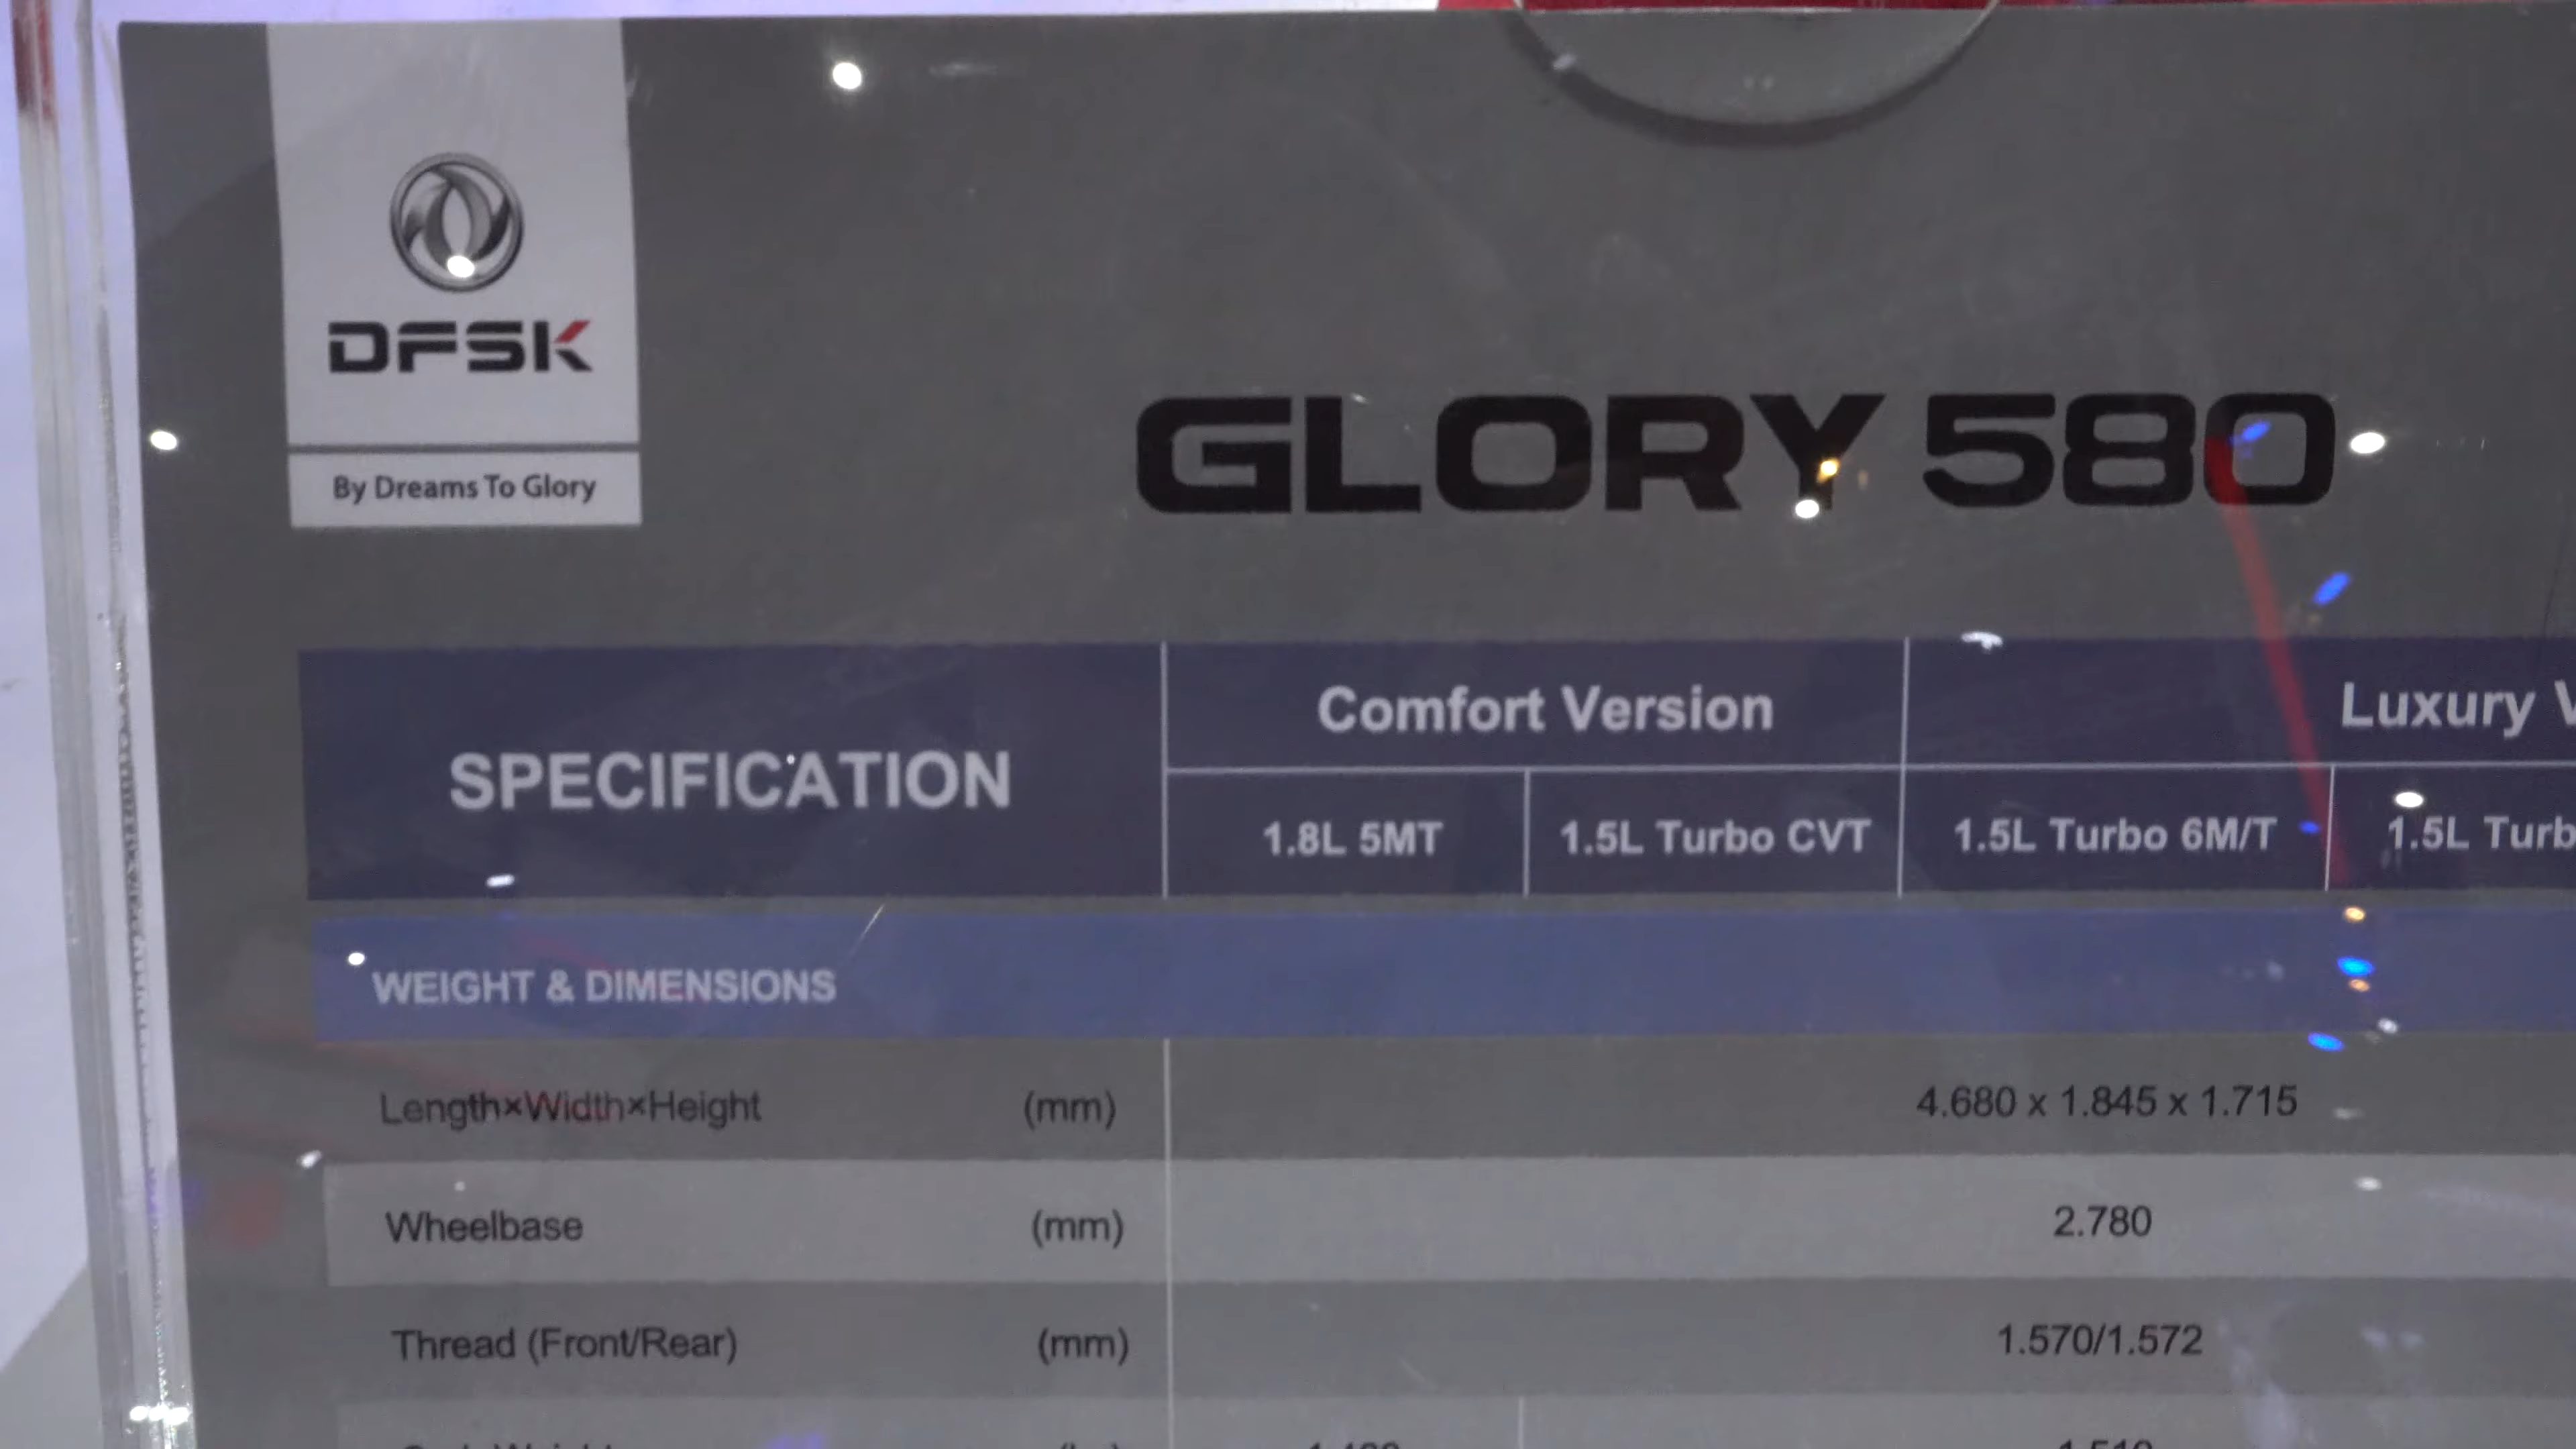 DFSK
By Dreams To Glory
GLORY 580
SPECIFICATION
Comfort Version
Luxury
1.8L 5MT
1.5L Turbo CVT
1.5L Turbo 6M/T
1.5L
WEIGHT & DIMENSIONS
Length×Width×Height (mm) 4.680 x 1.845 x 1.715
Wheelbase (mm) 2.780
Thread (Front/Rear) (mm) 1.570/1.572